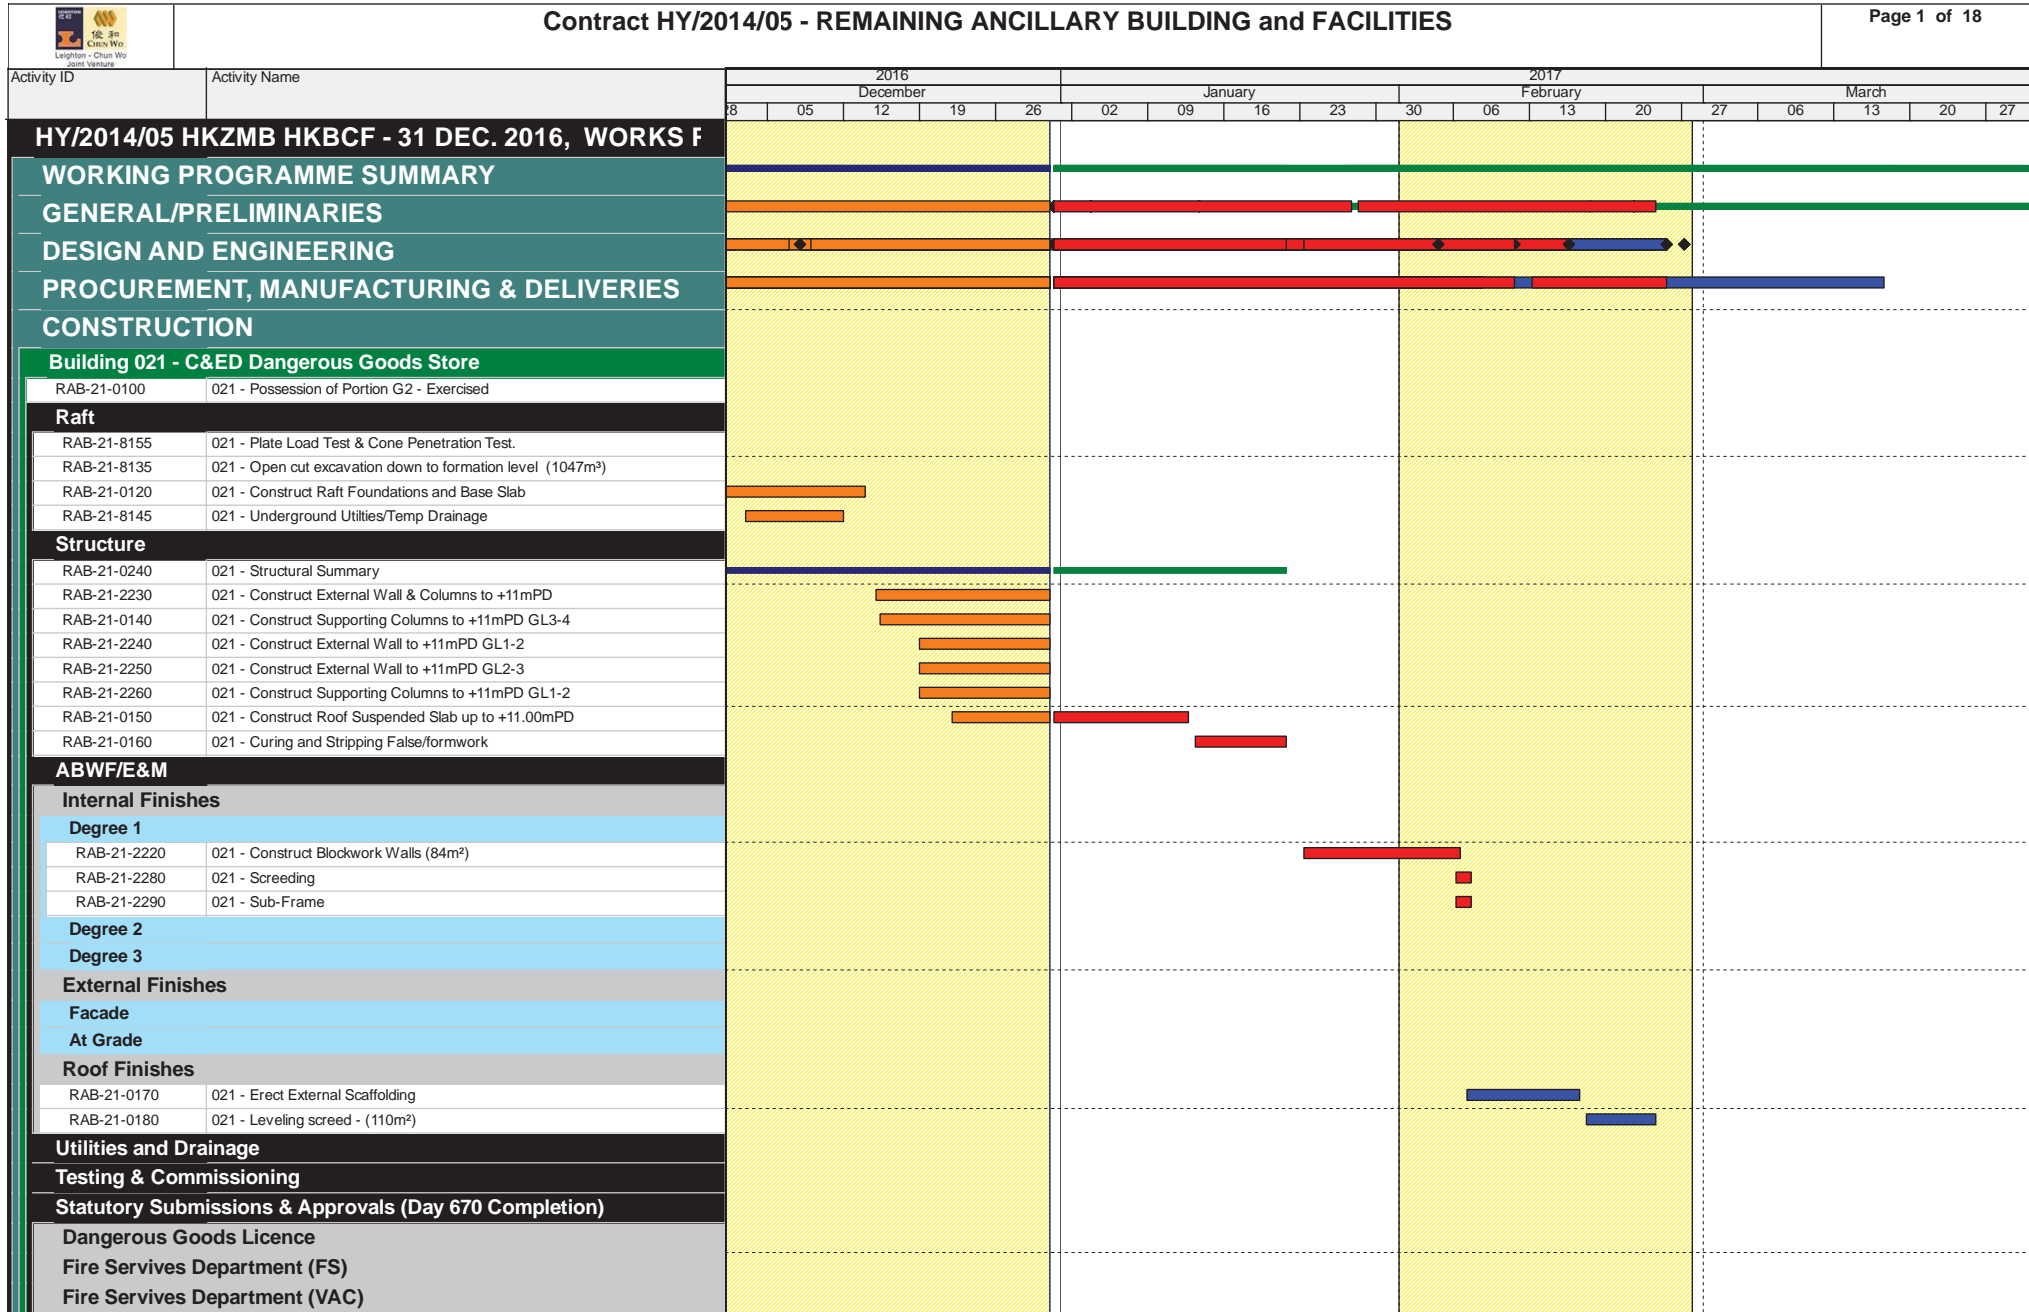 LEIGHTON
俊和
CHUN WO
Leighton - Chun Wo
Joint Venture
Contract HY/2014/05 - REMAINING ANCILLARY BUILDING and FACILITIES
Page 1 of 18
Activity ID Activity Name 2016 2017
December January February March
28 05 12 19 26 02 09 16 23 30 06 13 20 27 06 13 20 27
HY/2014/05 HKZMB HKBCF - 31 DEC. 2016, WORKS F
WORKING PROGRAMME SUMMARY
GENERAL/PRELIMINARIES
DESIGN AND ENGINEERING
PROCUREMENT, MANUFACTURING & DELIVERIES
CONSTRUCTION
Building 021 - C&ED Dangerous Goods Store
RAB-21-0100 021 - Possession of Portion G2 - Exercised
Raft
RAB-21-8155 021 - Plate Load Test & Cone Penetration Test.
RAB-21-8135 021 - Open cut excavation down to formation level (1047m³)
RAB-21-0120 021 - Construct Raft Foundations and Base Slab
RAB-21-8145 021 - Underground Utilties/Temp Drainage
Structure
RAB-21-0240 021 - Structural Summary
RAB-21-2230 021 - Construct External Wall & Columns to +11mPD
RAB-21-0140 021 - Construct Supporting Columns to +11mPD GL3-4
RAB-21-2240 021 - Construct External Wall to +11mPD GL1-2
RAB-21-2250 021 - Construct External Wall to +11mPD GL2-3
RAB-21-2260 021 - Construct Supporting Columns to +11mPD GL1-2
RAB-21-0150 021 - Construct Roof Suspended Slab up to +11.00mPD
RAB-21-0160 021 - Curing and Stripping False/formwork
ABWF/E&M
Internal Finishes
Degree 1
RAB-21-2220 021 - Construct Blockwork Walls (84m²)
RAB-21-2280 021 - Screeding
RAB-21-2290 021 - Sub-Frame
Degree 2
Degree 3
External Finishes
Facade
At Grade
Roof Finishes
RAB-21-0170 021 - Erect External Scaffolding
RAB-21-0180 021 - Leveling screed - (110m²)
Utilities and Drainage
Testing & Commissioning
Statutory Submissions & Approvals (Day 670 Completion)
Dangerous Goods Licence
Fire Servives Department (FS)
Fire Servives Department (VAC)